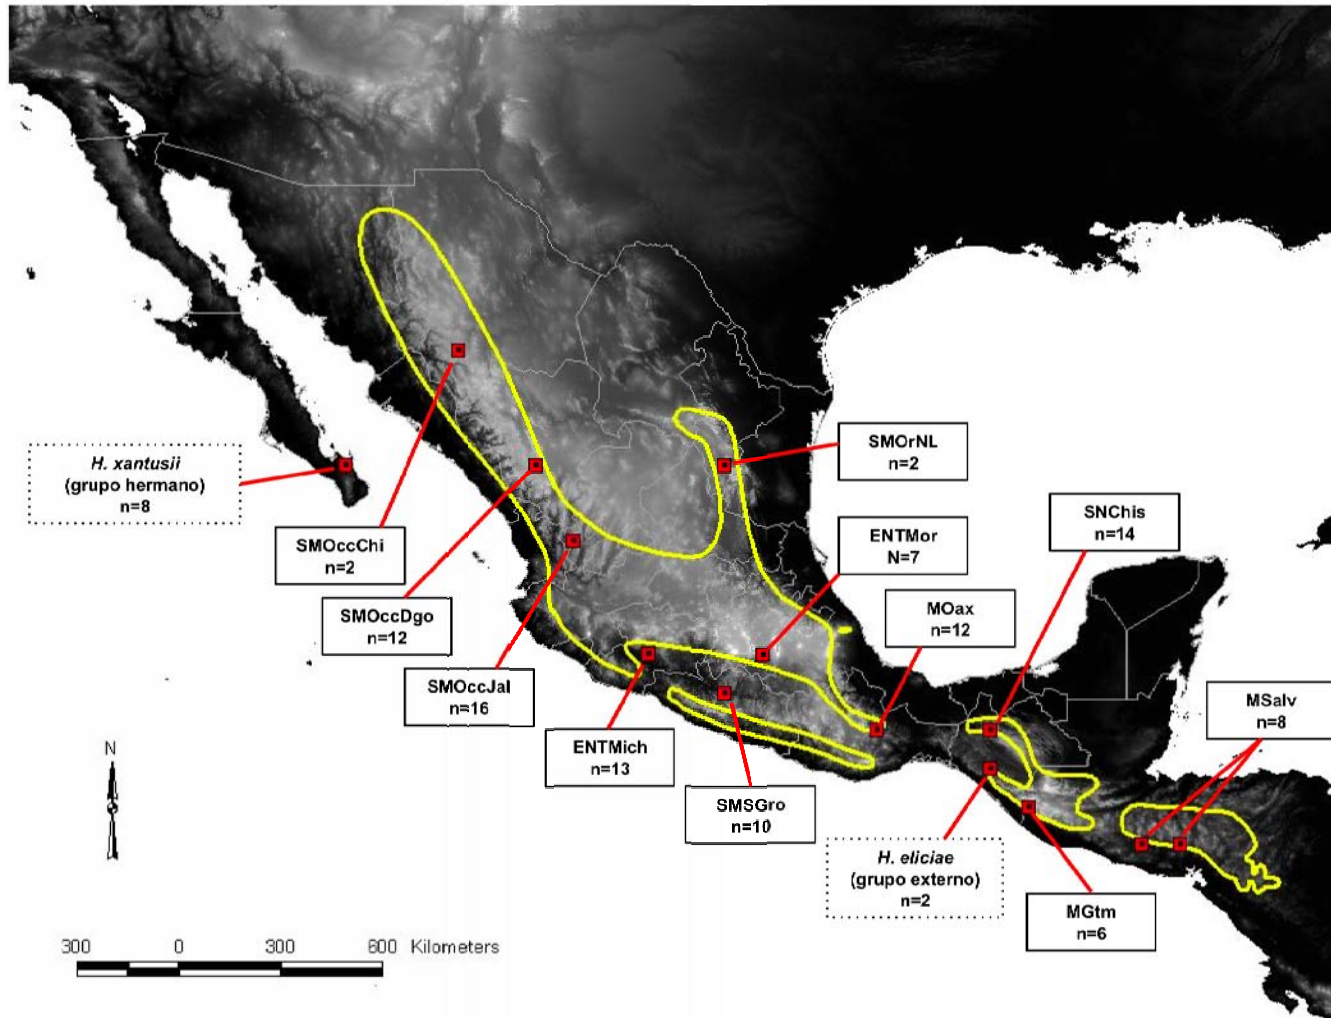 SMOrNL
n=2
H. xantusii
(grupo hermano)
n=8
SNChis
n=14
SMOccChi
n=2
ENTMor
N=7
SMOccDgo
n=12
MOax
n=12
SMOccJal
n=16
MSalv
n=8
ENTMich
n=13
SMSGro
n=10
H. eliciae
(grupo externo)
n=2
MGtm
n=6
N
300 0 300 600 Kilometers